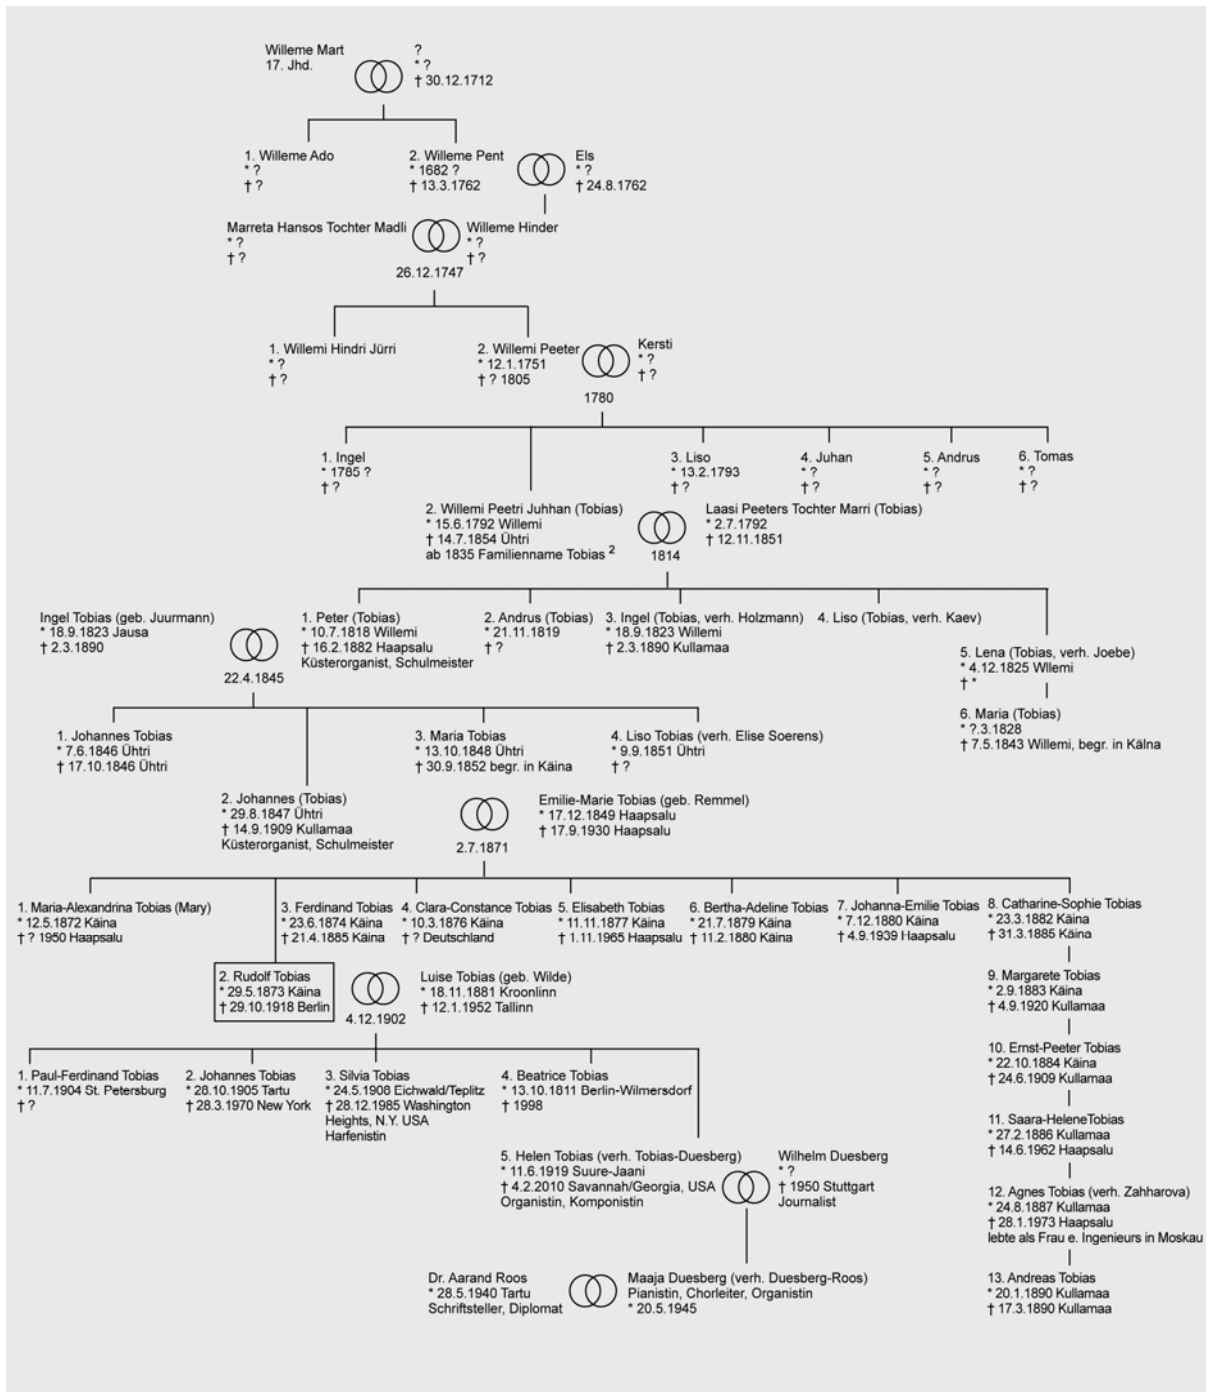 Willeme Mart
17. Jhd.
?
* ?
† 30.12.1712
1. Willeme Ado
* ?
† ?
2. Willeme Pent
* 1682 ?
† 13.3.1762
Els
* ?
† 24.8.1762
Marreta Hansos Tochter Madli
* ?
† ?
Willeme Hinder
* ?
† ?
26.12.1747
1. Willemi Hindri Jürri
* ?
† ?
2. Willemi Peeter
* 12.1.1751
† ? 1805
Kersti
* ?
† ?
1780
1. Ingel
* 1785 ?
† ?
3. Liso
* 13.2.1793
† ?
4. Juhan
* ?
† ?
5. Andrus
* ?
† ?
6. Tomas
* ?
† ?
2. Willemi Peetri Juhhan (Tobias)
* 15.6.1792 Willemi
† 14.7.1854 Ühtri
ab 1835 Familienname Tobias ²
Laasi Peeters Tochter Marri (Tobias)
* 2.7.1792
† 12.11.1851
1814
Ingel Tobias (geb. Juurmann)
* 18.9.1823 Jausa
† 2.3.1890
1. Peter (Tobias)
* 10.7.1818 Willemi
† 16.2.1882 Haapsalu
Küsterorganist, Schulmeister
2. Andrus (Tobias)
* 21.11.1819
† ?
3. Ingel (Tobias, verh. Holzmann)
* 18.9.1823 Willemi
† 2.3.1890 Kullamaa
4. Liso (Tobias, verh. Kaev)
5. Lena (Tobias, verh. Joebe)
* 4.12.1825 Wllemi
† *
22.4.1845
6. Maria (Tobias)
* ?.3.1828
† 7.5.1843 Willemi, begr. in Kälna
1. Johannes Tobias
* 7.6.1846 Ühtri
† 17.10.1846 Ühtri
3. Maria Tobias
* 13.10.1848 Ühtri
† 30.9.1852 begr. in Käina
4. Liso Tobias (verh. Elise Soerens)
* 9.9.1851 Ühtri
† ?
2. Johannes (Tobias)
* 29.8.1847 Ühtri
† 14.9.1909 Kullamaa
Küsterorganist, Schulmeister
Emilie-Marie Tobias (geb. Remmel)
* 17.12.1849 Haapsalu
† 17.9.1930 Haapsalu
2.7.1871
1. Maria-Alexandrina Tobias (Mary)
* 12.5.1872 Käina
† ? 1950 Haapsalu
3. Ferdinand Tobias
* 23.6.1874 Käina
† 21.4.1885 Käina
4. Clara-Constance Tobias
* 10.3.1876 Käina
† ? Deutschland
5. Elisabeth Tobias
* 11.11.1877 Käina
† 1.11.1965 Haapsalu
6. Bertha-Adeline Tobias
* 21.7.1879 Käina
† 11.2.1880 Käina
7. Johanna-Emilie Tobias
* 7.12.1880 Käina
† 4.9.1939 Haapsalu
8. Catharine-Sophie Tobias
* 23.3.1882 Käina
† 31.3.1885 Käina
2. Rudolf Tobias
* 29.5.1873 Käina
† 29.10.1918 Berlin
Luise Tobias (geb. Wilde)
* 18.11.1881 Kroonlinn
† 12.1.1952 Tallinn
4.12.1902
9. Margarete Tobias
* 2.9.1883 Käina
† 4.9.1920 Kullamaa
10. Ernst-Peeter Tobias
* 22.10.1884 Käina
† 24.6.1909 Kullamaa
1. Paul-Ferdinand Tobias
* 11.7.1904 St. Petersburg
† ?
2. Johannes Tobias
* 28.10.1905 Tartu
† 28.3.1970 New York
3. Silvia Tobias
* 24.5.1908 Eichwald/Teplitz
† 28.12.1985 Washington
Heights, N.Y. USA
Harfenistin
4. Beatrice Tobias
* 13.10.1811 Berlin-Wilmersdorf
† 1998
11. Saara-HeleneTobias
* 27.2.1886 Kullamaa
† 14.6.1962 Haapsalu
5. Helen Tobias (verh. Tobias-Duesberg)
* 11.6.1919 Suure-Jaani
† 4.2.2010 Savannah/Georgia, USA
Organistin, Komponistin
Wilhelm Duesberg
* ?
† 1950 Stuttgart
Journalist
12. Agnes Tobias (verh. Zahharova)
* 24.8.1887 Kullamaa
† 28.1.1973 Haapsalu
lebte als Frau e. Ingenieurs in Moskau
Dr. Aarand Roos
* 28.5.1940 Tartu
Schriftsteller, Diplomat
Maaja Duesberg (verh. Duesberg-Roos)
Pianistin, Chorleiter, Organistin
* 20.5.1945
13. Andreas Tobias
* 20.1.1890 Kullamaa
† 17.3.1890 Kullamaa